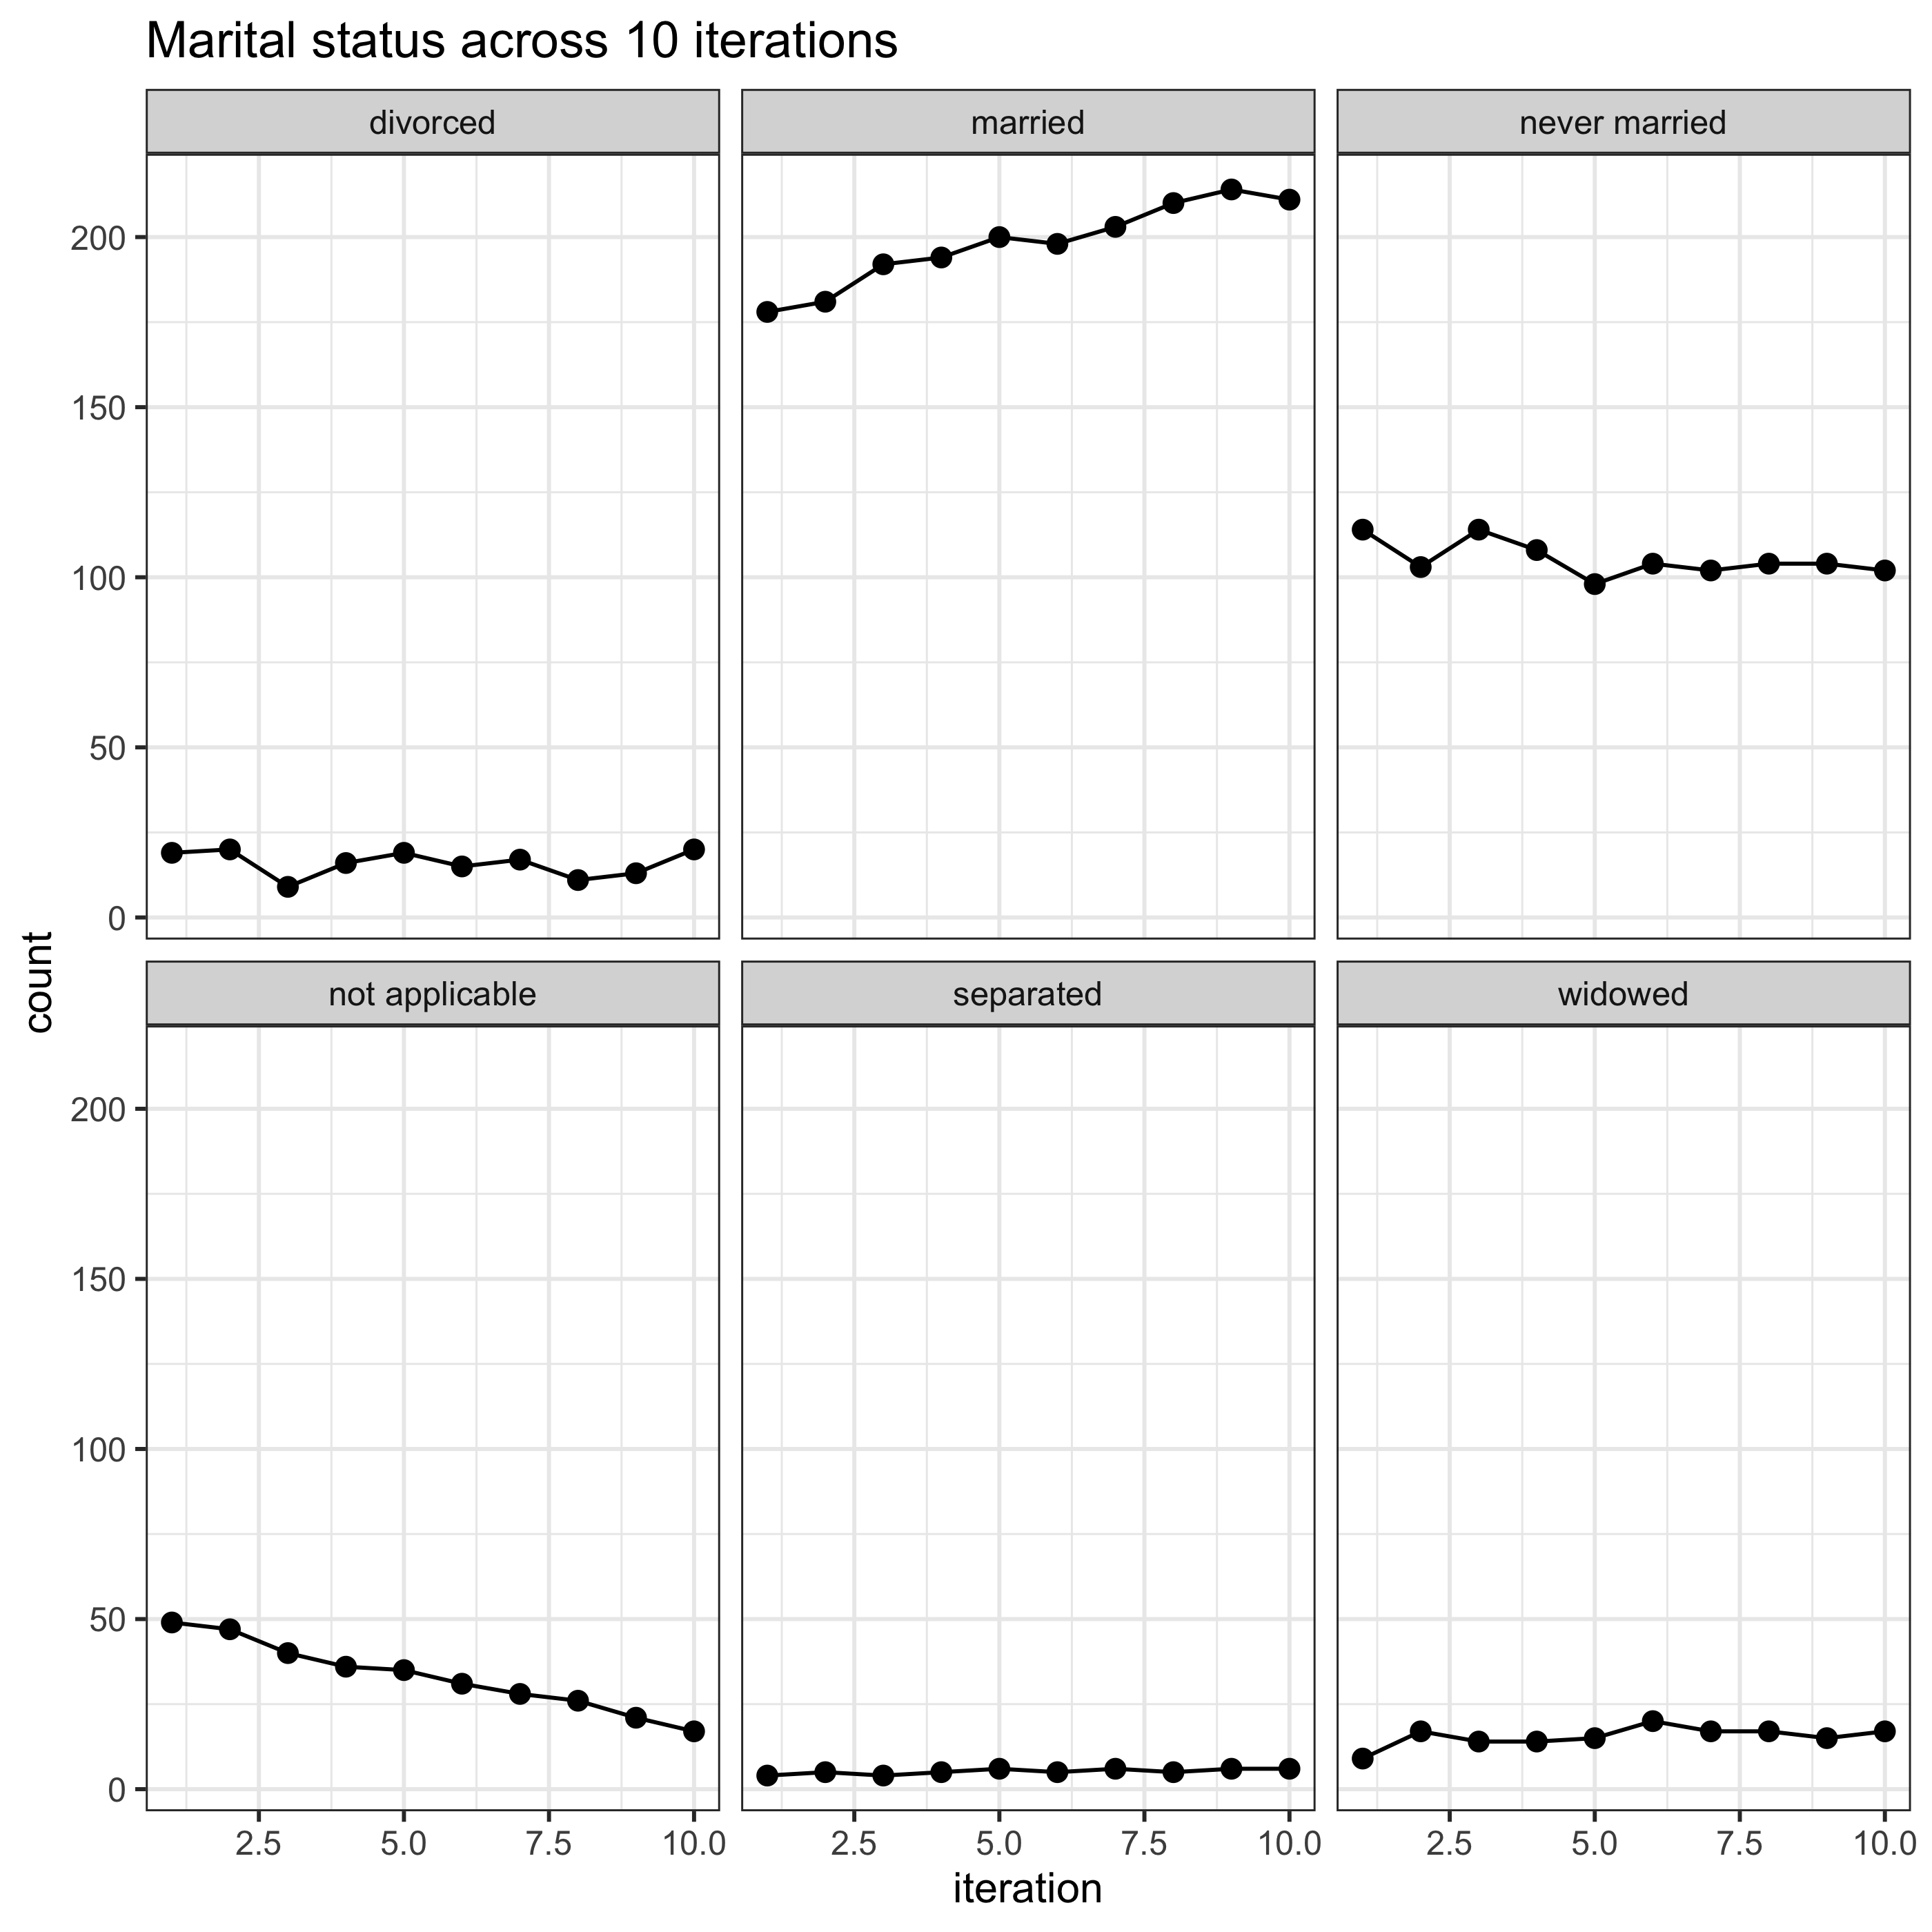 Marital status across 10 iterations
divorced married never married
200
150
100
50
0
count
not applicable separated widowed
200
150
100
50
0
2.5 5.0 7.5 10.0 2.5 5.0 7.5 10.0 2.5 5.0 7.5 10.0
iteration